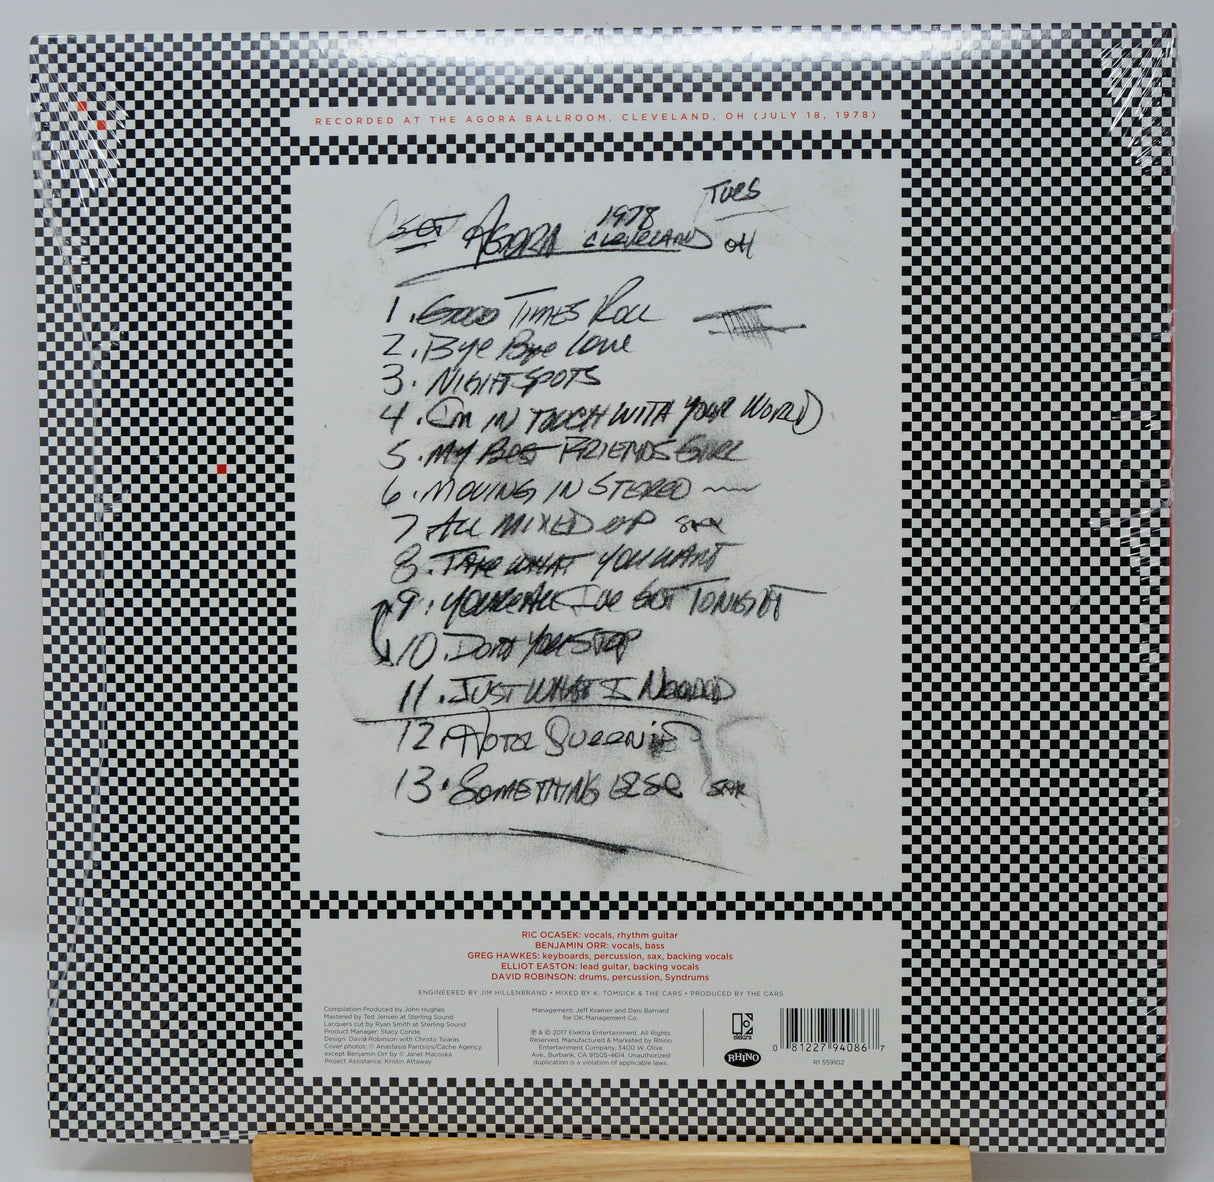 RECORDED AT THE AGORA BALLROOM, CLEVELAND, OH (JULY 18, 1978)
TUES
SET AGORA 1978
CLEVELAND OH
1. GOOD TIMES ROLL
2. Bye Bye Love
3. NIGHT SPOTS
4. I'm IN TOUCH WITH YOUR WORLD
5. MY BEST FRIENDS GIRL
6. MOVING IN STEREO
7. ALL MIXED UP SAX
8. TAKE WHAT YOU WANT
9. YOU'RE ALL I'VE GOT TONIGHT
10. DONT YOU STOP
11. JUST WHAT I NEEDED
12. HOTEL QUEENIE
13. SOMETHING ELSE SAX
RIC OCASEK: vocals, rhythm guitar
BENJAMIN ORR: vocals, bass
GREG HAWKES: keyboards, percussion, sax, backing vocals
ELLIOT EASTON: lead guitar, backing vocals
DAVID ROBINSON: drums, percussion, Syndrums
ENGINEERED BY JIM HILLENBRAND • MIXED BY K. TOMSICK & THE CARS • PRODUCED BY THE CARS
Compilation Produced by John Hughes
Mastered by Ted Jensen at Sterling Sound
Lacquers cut by Ryan Smith at Sterling Sound
Product Manager: Stacy Conde
Design: David Robinson with Christo Tsiaras
Cover photos: © Anastasia Pantsios/Cache Agency
except Benjamin Orr by © Janet Macoska
Project Assistance: Kristin Attaway
Management: Jeff Kramer and Dani Barnard
for OK Management Co.
℗ & © 2017 Elektra Entertainment. All Rights
Reserved. Manufactured & Marketed by Rhino
Entertainment Company, 3400 W. Olive
Ave., Burbank, CA 91505-4614. Unauthorized
duplication is a violation of applicable laws.
RHINO
0 81227 94086 7
R1 559102